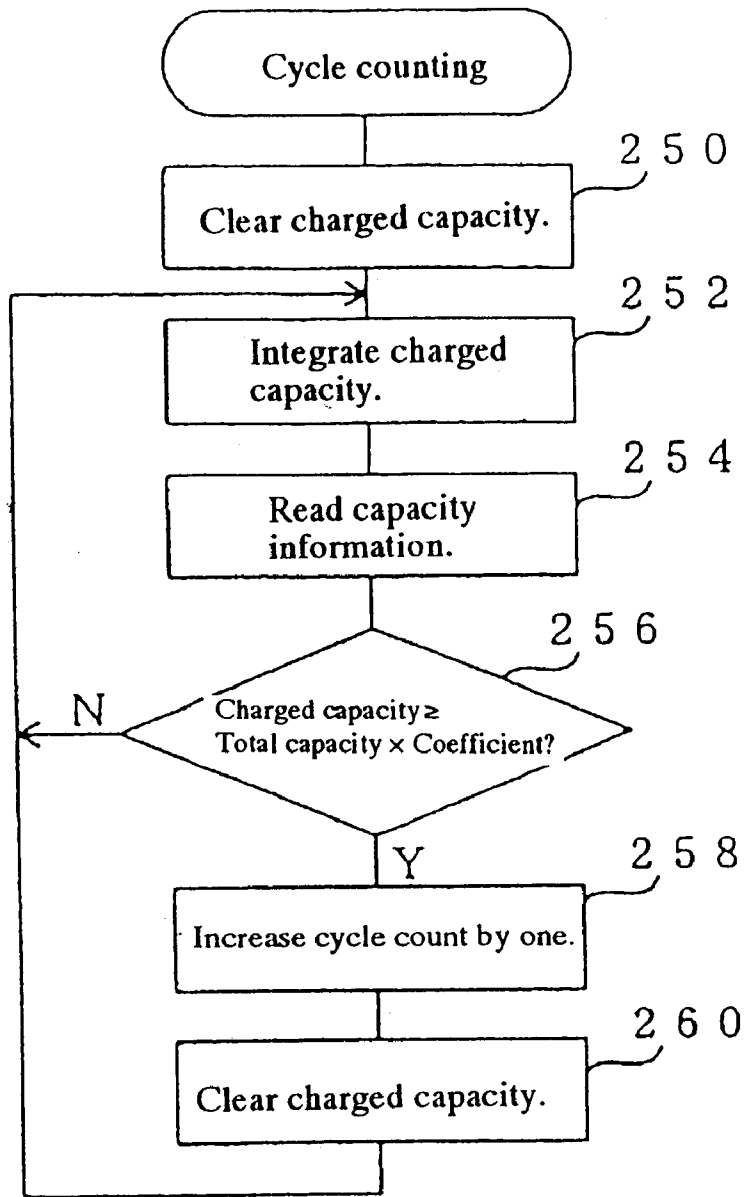 Cycle counting
2 5 0
Clear charged capacity.
2 5 2
Integrate charged
capacity.
2 5 4
Read capacity
information.
2 5 6
N
Charged capacity ≥
Total capacity × Coefficient?
Y
2 5 8
Increase cycle count by one.
2 6 0
Clear charged capacity.